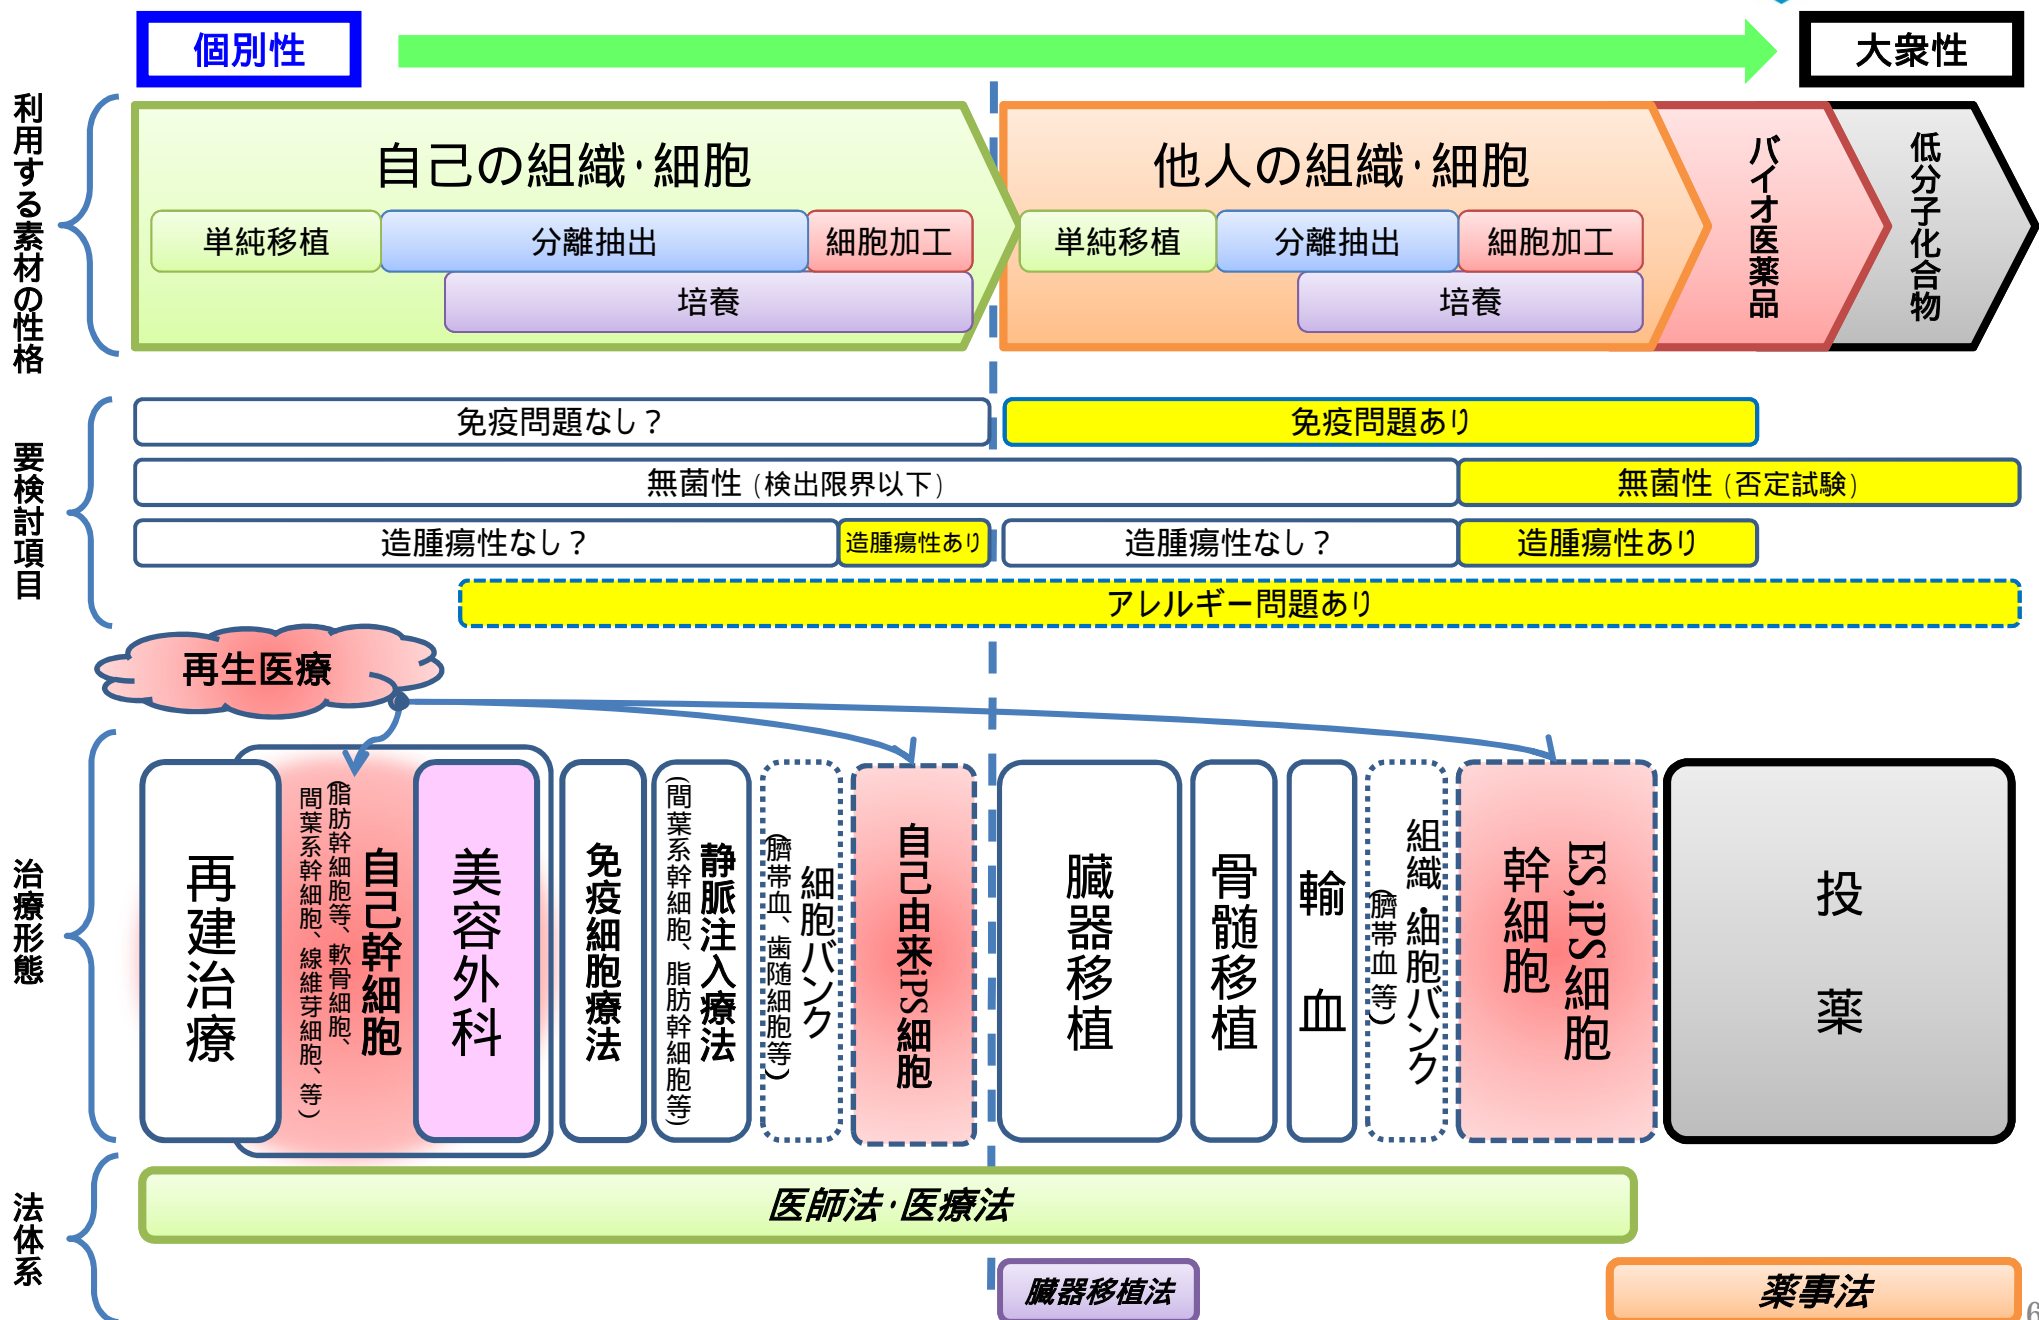 個別性
大衆性
利用する素材の性格
自己の組織・細胞
単純移植
分離抽出
細胞加工
培養
他人の組織・細胞
単純移植
分離抽出
細胞加工
培養
バイオ医薬品
低分子化合物
要検討項目
免疫問題なし？
免疫問題あり
無菌性（検出限界以下）
無菌性（否定試験）
造腫瘍性なし？
造腫瘍性あり
造腫瘍性なし？
造腫瘍性あり
アレルギー問題あり
再生医療
治療形態
再建治療
自己幹細胞
（脂肪幹細胞等、軟骨細胞、
間葉系幹細胞、線維芽細胞、等）
美容外科
免疫細胞療法
静脈注入療法
（間葉系幹細胞、脂肪幹細胞等）
細胞バンク
（臍帯血、歯随細胞等）
自己由来iPS細胞
臓器移植
骨髄移植
輸血
組織・細胞バンク
（臍帯血等）
ES,iPS細胞
幹細胞
投薬
法体系
医師法・医療法
臓器移植法
薬事法
6